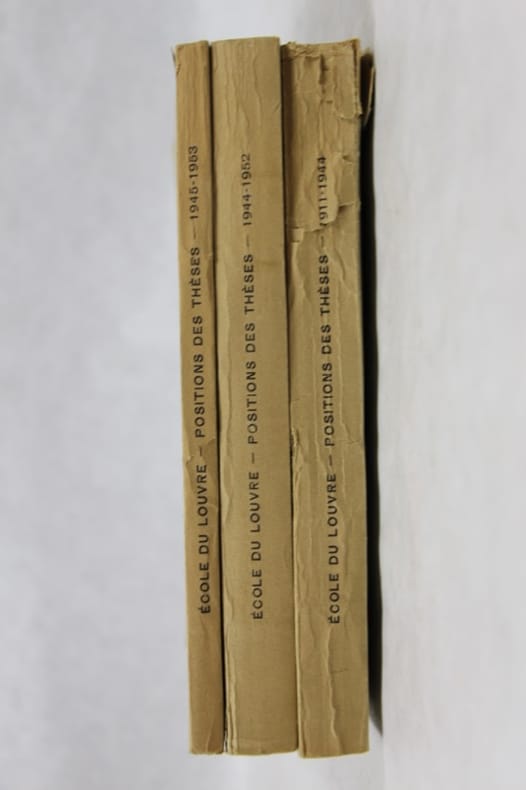 ÉCOLE DU LOUVRE — POSITIONS DES THÈSES — 1945-1953
ÉCOLE DU LOUVRE — POSITIONS DES THÈSES — 1944-1952
ÉCOLE DU LOUVRE — POSITIONS DES THÈSES — 1911-1944